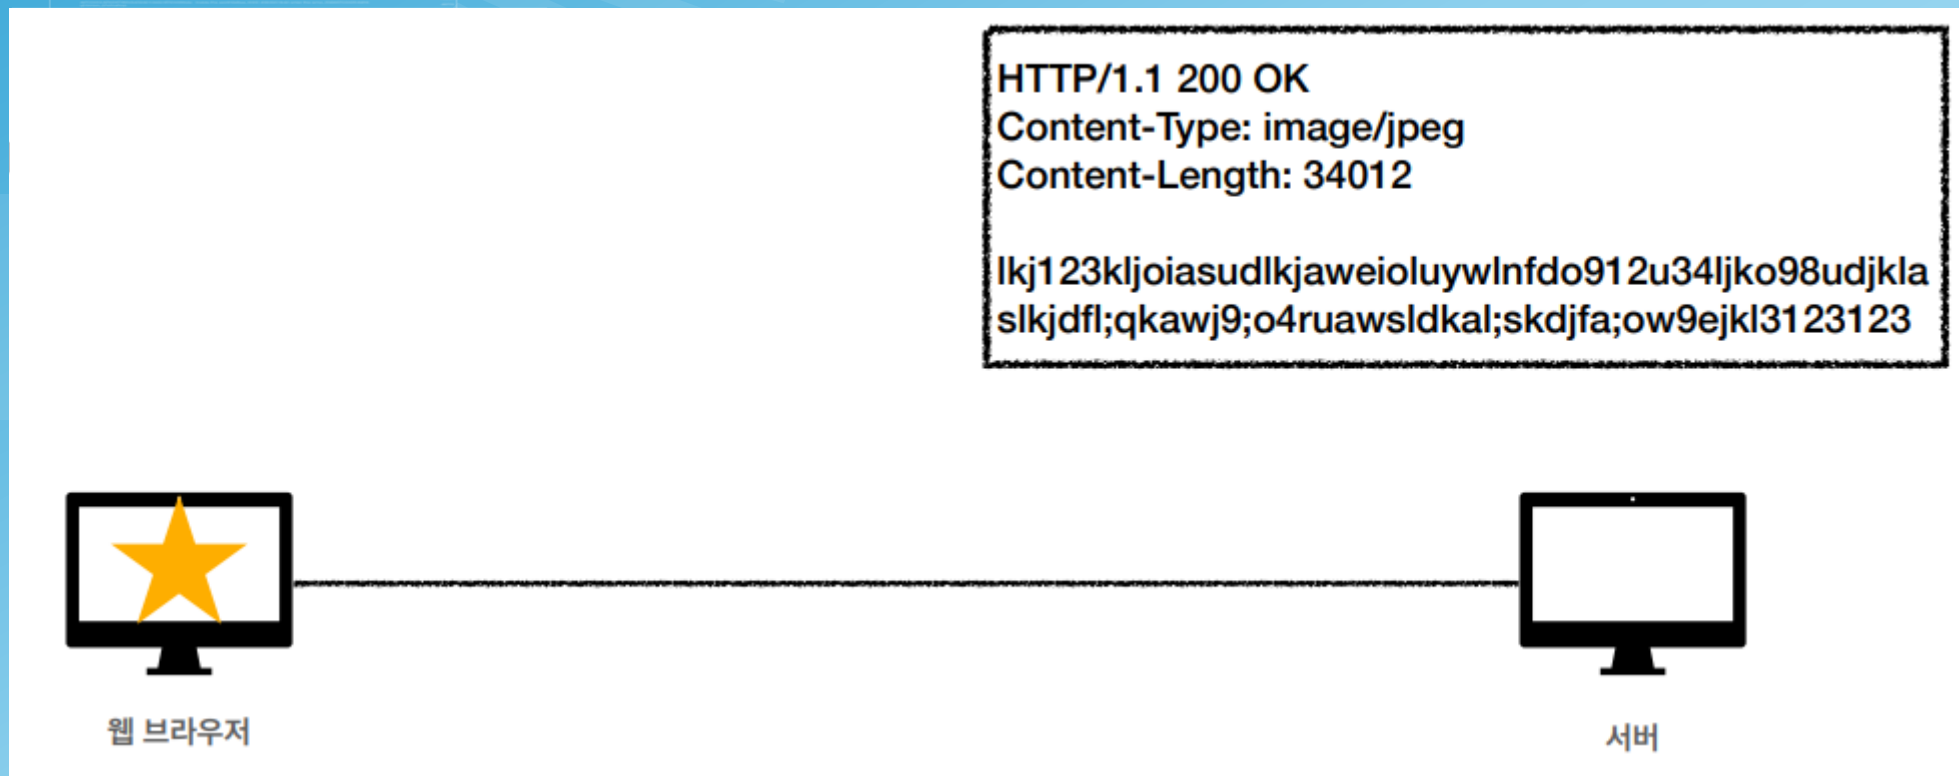 HTTP/1.1 200 OK
Content-Type: image/jpeg
Content-Length: 34012
lkj123kljoiasudlkjaweioluywlnfdo912u34ljko98udjkla
slkjdfl;qkawj9;o4ruawsldkal;skdjfa;ow9ejkl3123123
웹 브라우저
서버